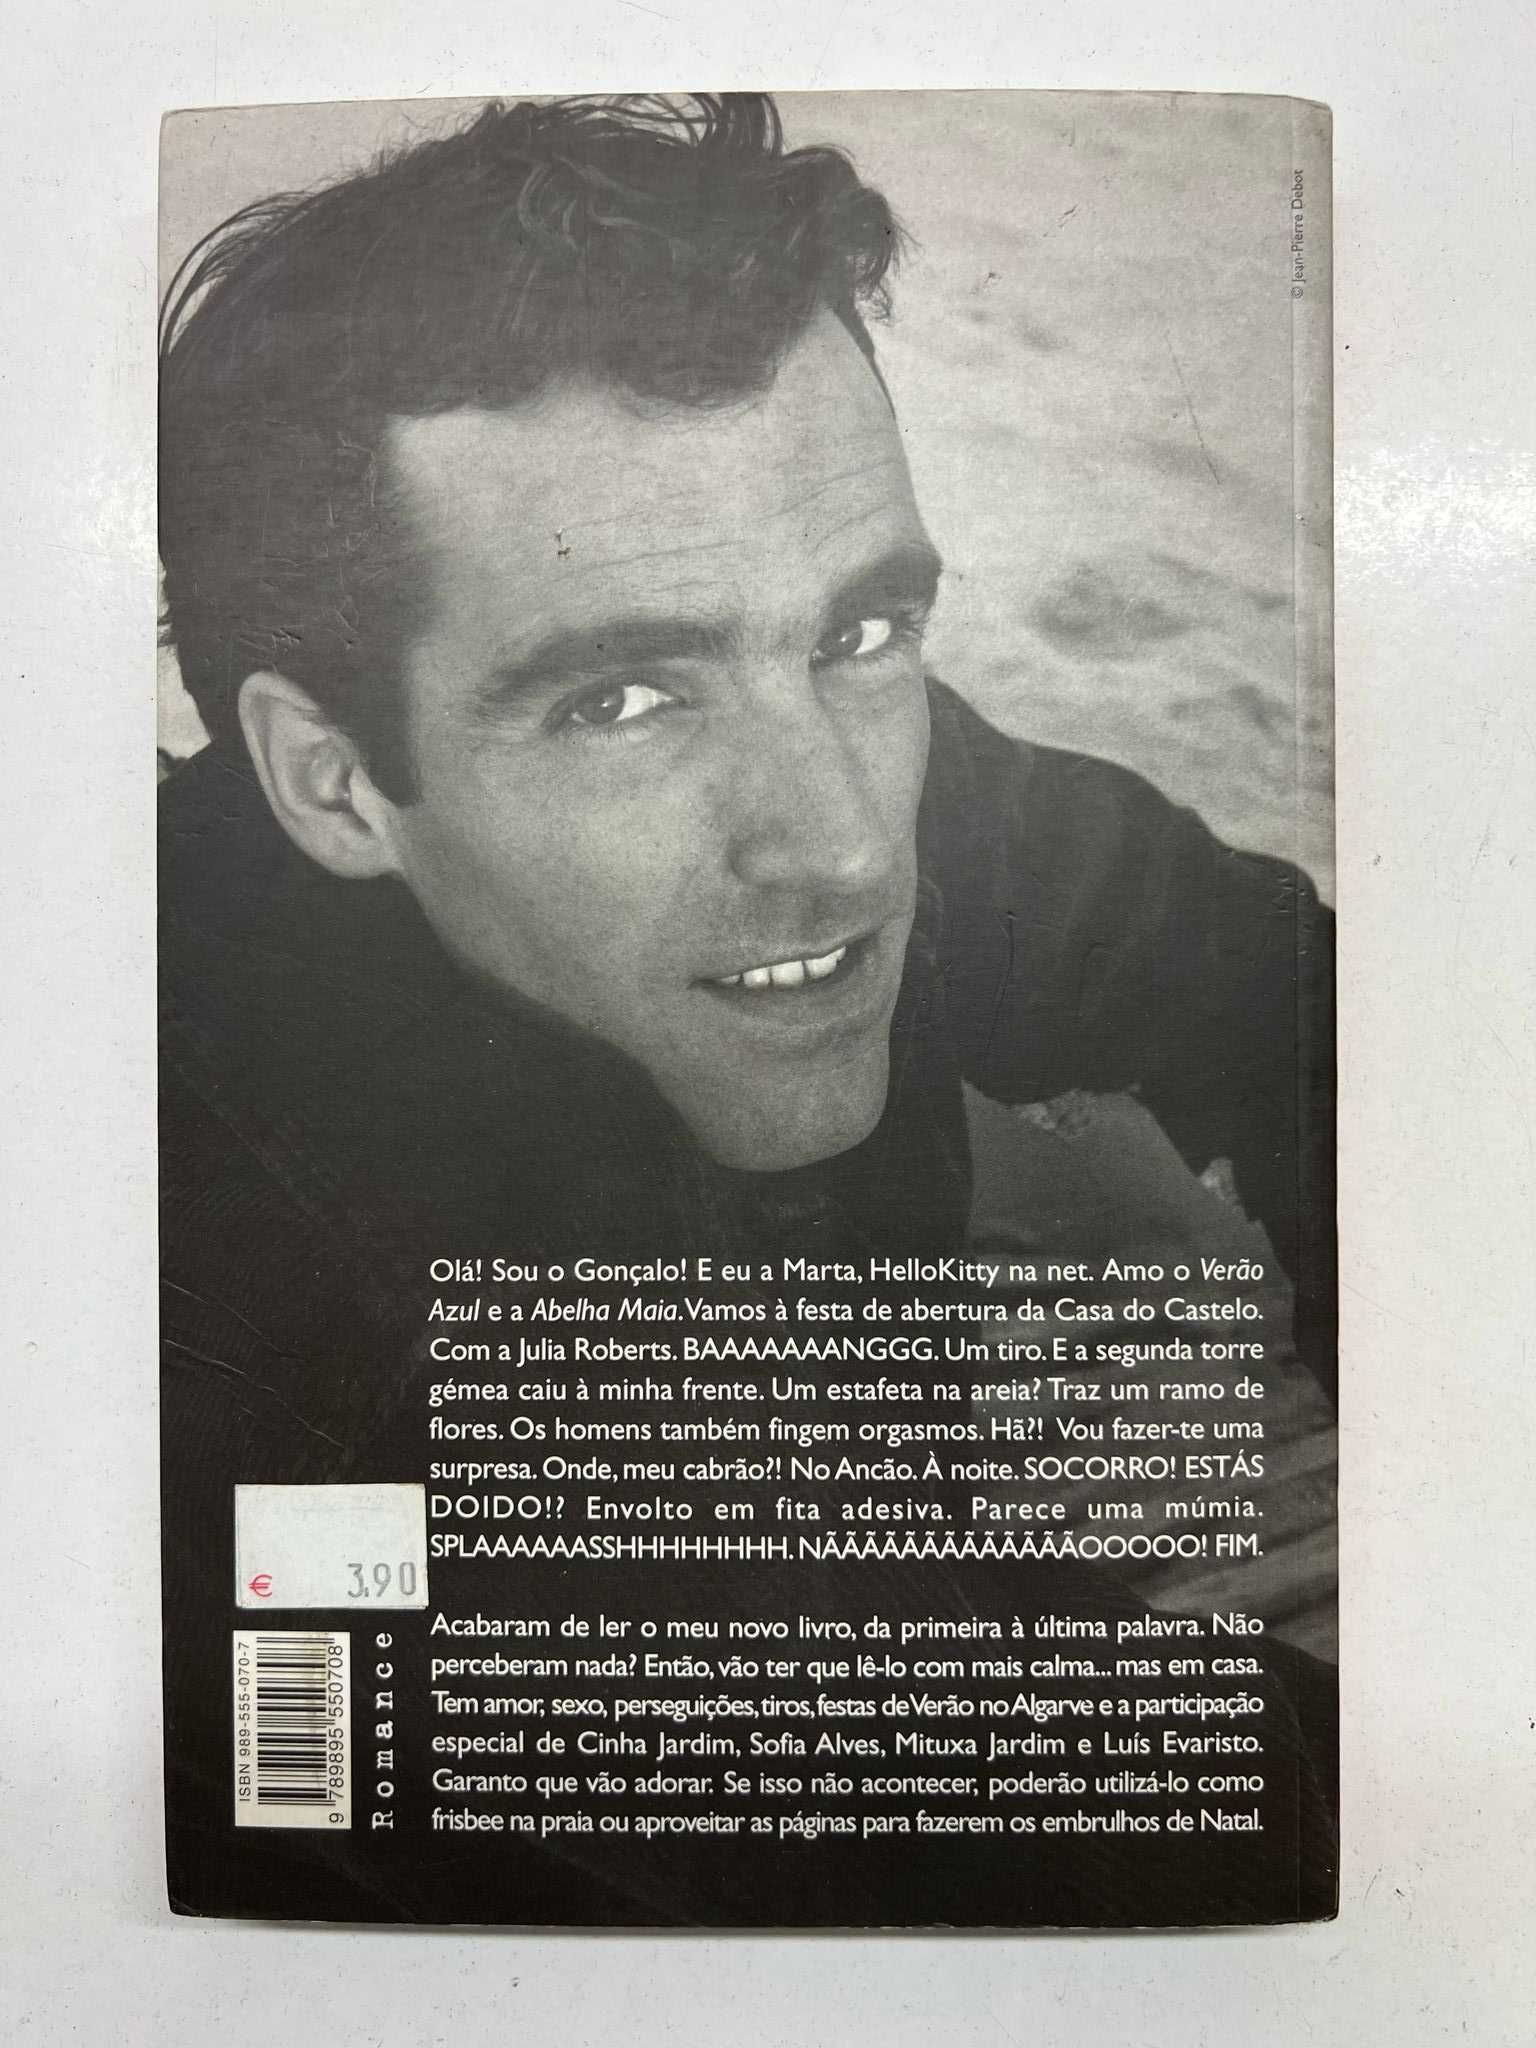 © Jean-Pierre Debot
Olá! Sou o Gonçalo! E eu a Marta, HelloKitty na net. Amo o Verão
Azul e a Abelha Maia. Vamos à festa de abertura da Casa do Castelo.
Com a Julia Roberts. BAAAAAAANGGG. Um tiro. E a segunda torre
gémea caiu à minha frente. Um estafeta na areia? Traz um ramo de
flores. Os homens também fingem orgasmos. Hã?! Vou fazer-te uma
surpresa. Onde, meu cabrão?! No Ancão. À noite. SOCORRO! ESTÁS
DOIDO!? Envolto em fita adesiva. Parece uma múmia.
SPLAAAAAASSHHHHHHHH. NÃÃÃÃÃÃÃÃÃÃÃÃÃOOOOO! FIM.
€ 3.90
Acabaram de ler o meu novo livro, da primeira à última palavra. Não
perceberam nada? Então, vão ter que lê-lo com mais calma... mas em casa.
Tem amor, sexo, perseguições, tiros, festas de Verão no Algarve e a participação
especial de Cinha Jardim, Sofia Alves, Mituxa Jardim e Luís Evaristo.
Garanto que vão adorar. Se isso não acontecer, poderão utilizá-lo como
frisbee na praia ou aproveitar as páginas para fazerem os embrulhos de Natal.
ISBN 989-555-070-7
9 789895 550708
Romance